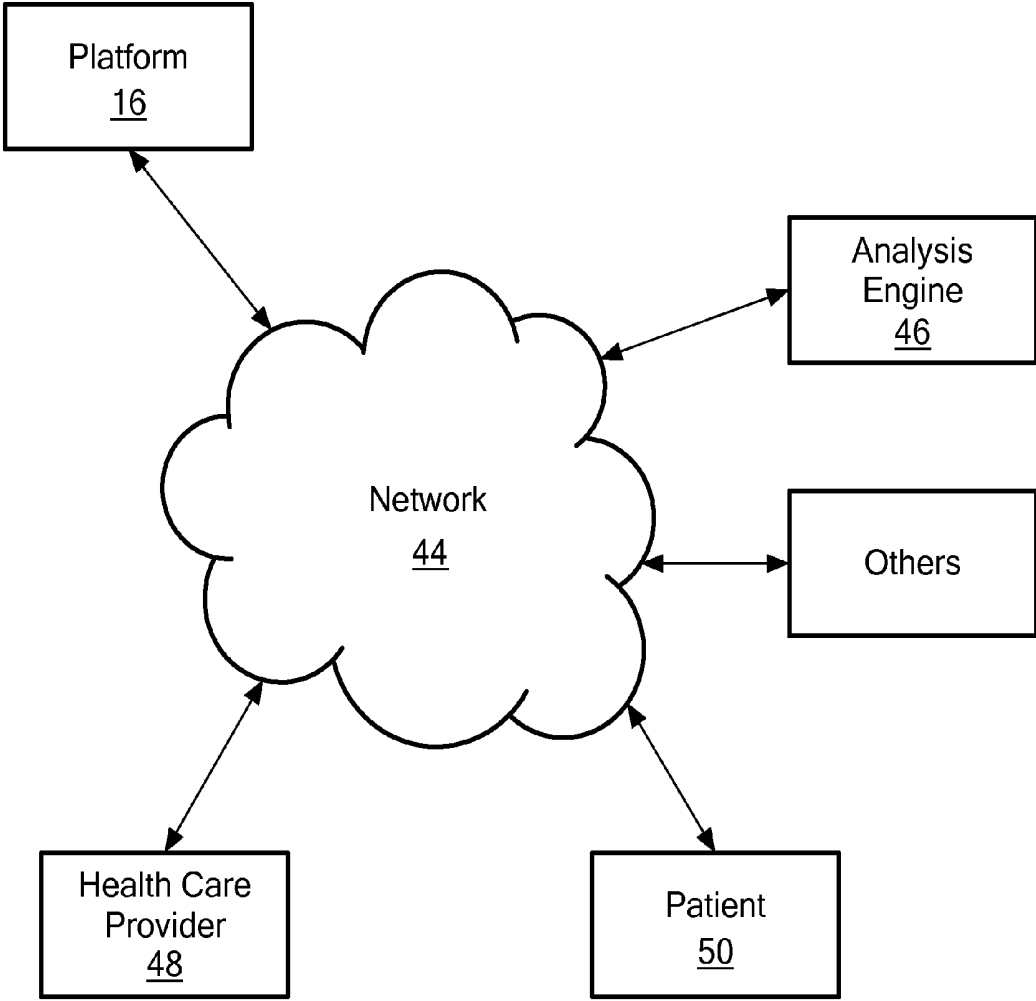 Platform
16
Analysis
Engine
46
Network
44
Others
Health Care
Provider
48
Patient
50